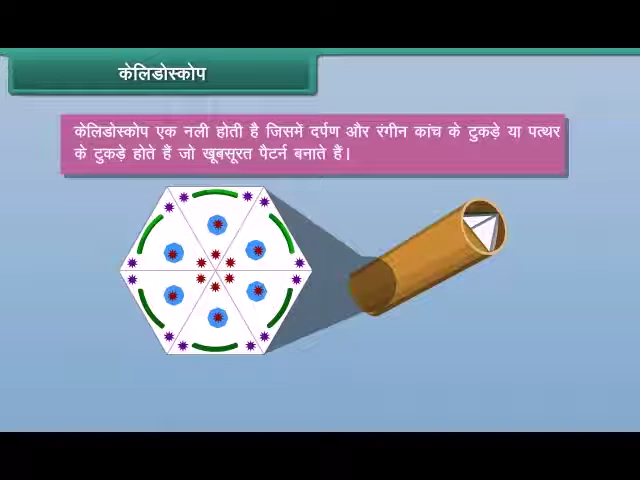 केलिडोस्कोप
केलिडोस्कोप एक नली होती है जिसमें दर्पण और रंगीन कांच के टुकड़े या पत्थर
के टुकड़े होते हैं जो खूबसूरत पैटर्न बनाते हैं।